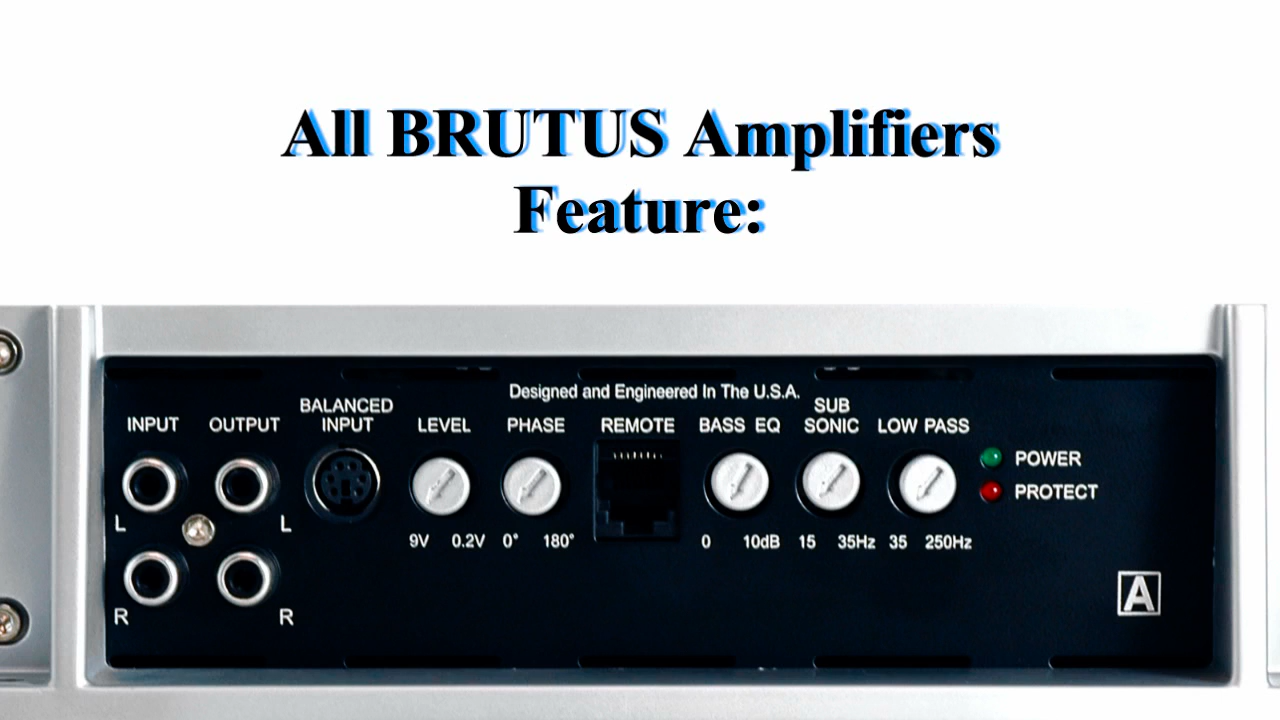 All BRUTUS Amplifiers
Feature:
Designed and Engineered In The U.S.A.
INPUT OUTPUT BALANCED INPUT LEVEL PHASE REMOTE BASS EQ SUB SONIC LOW PASS
POWER
PROTECT
L L
9V 0.2V 0° 180° 0 10dB 15 35Hz 35 250Hz
A
R R